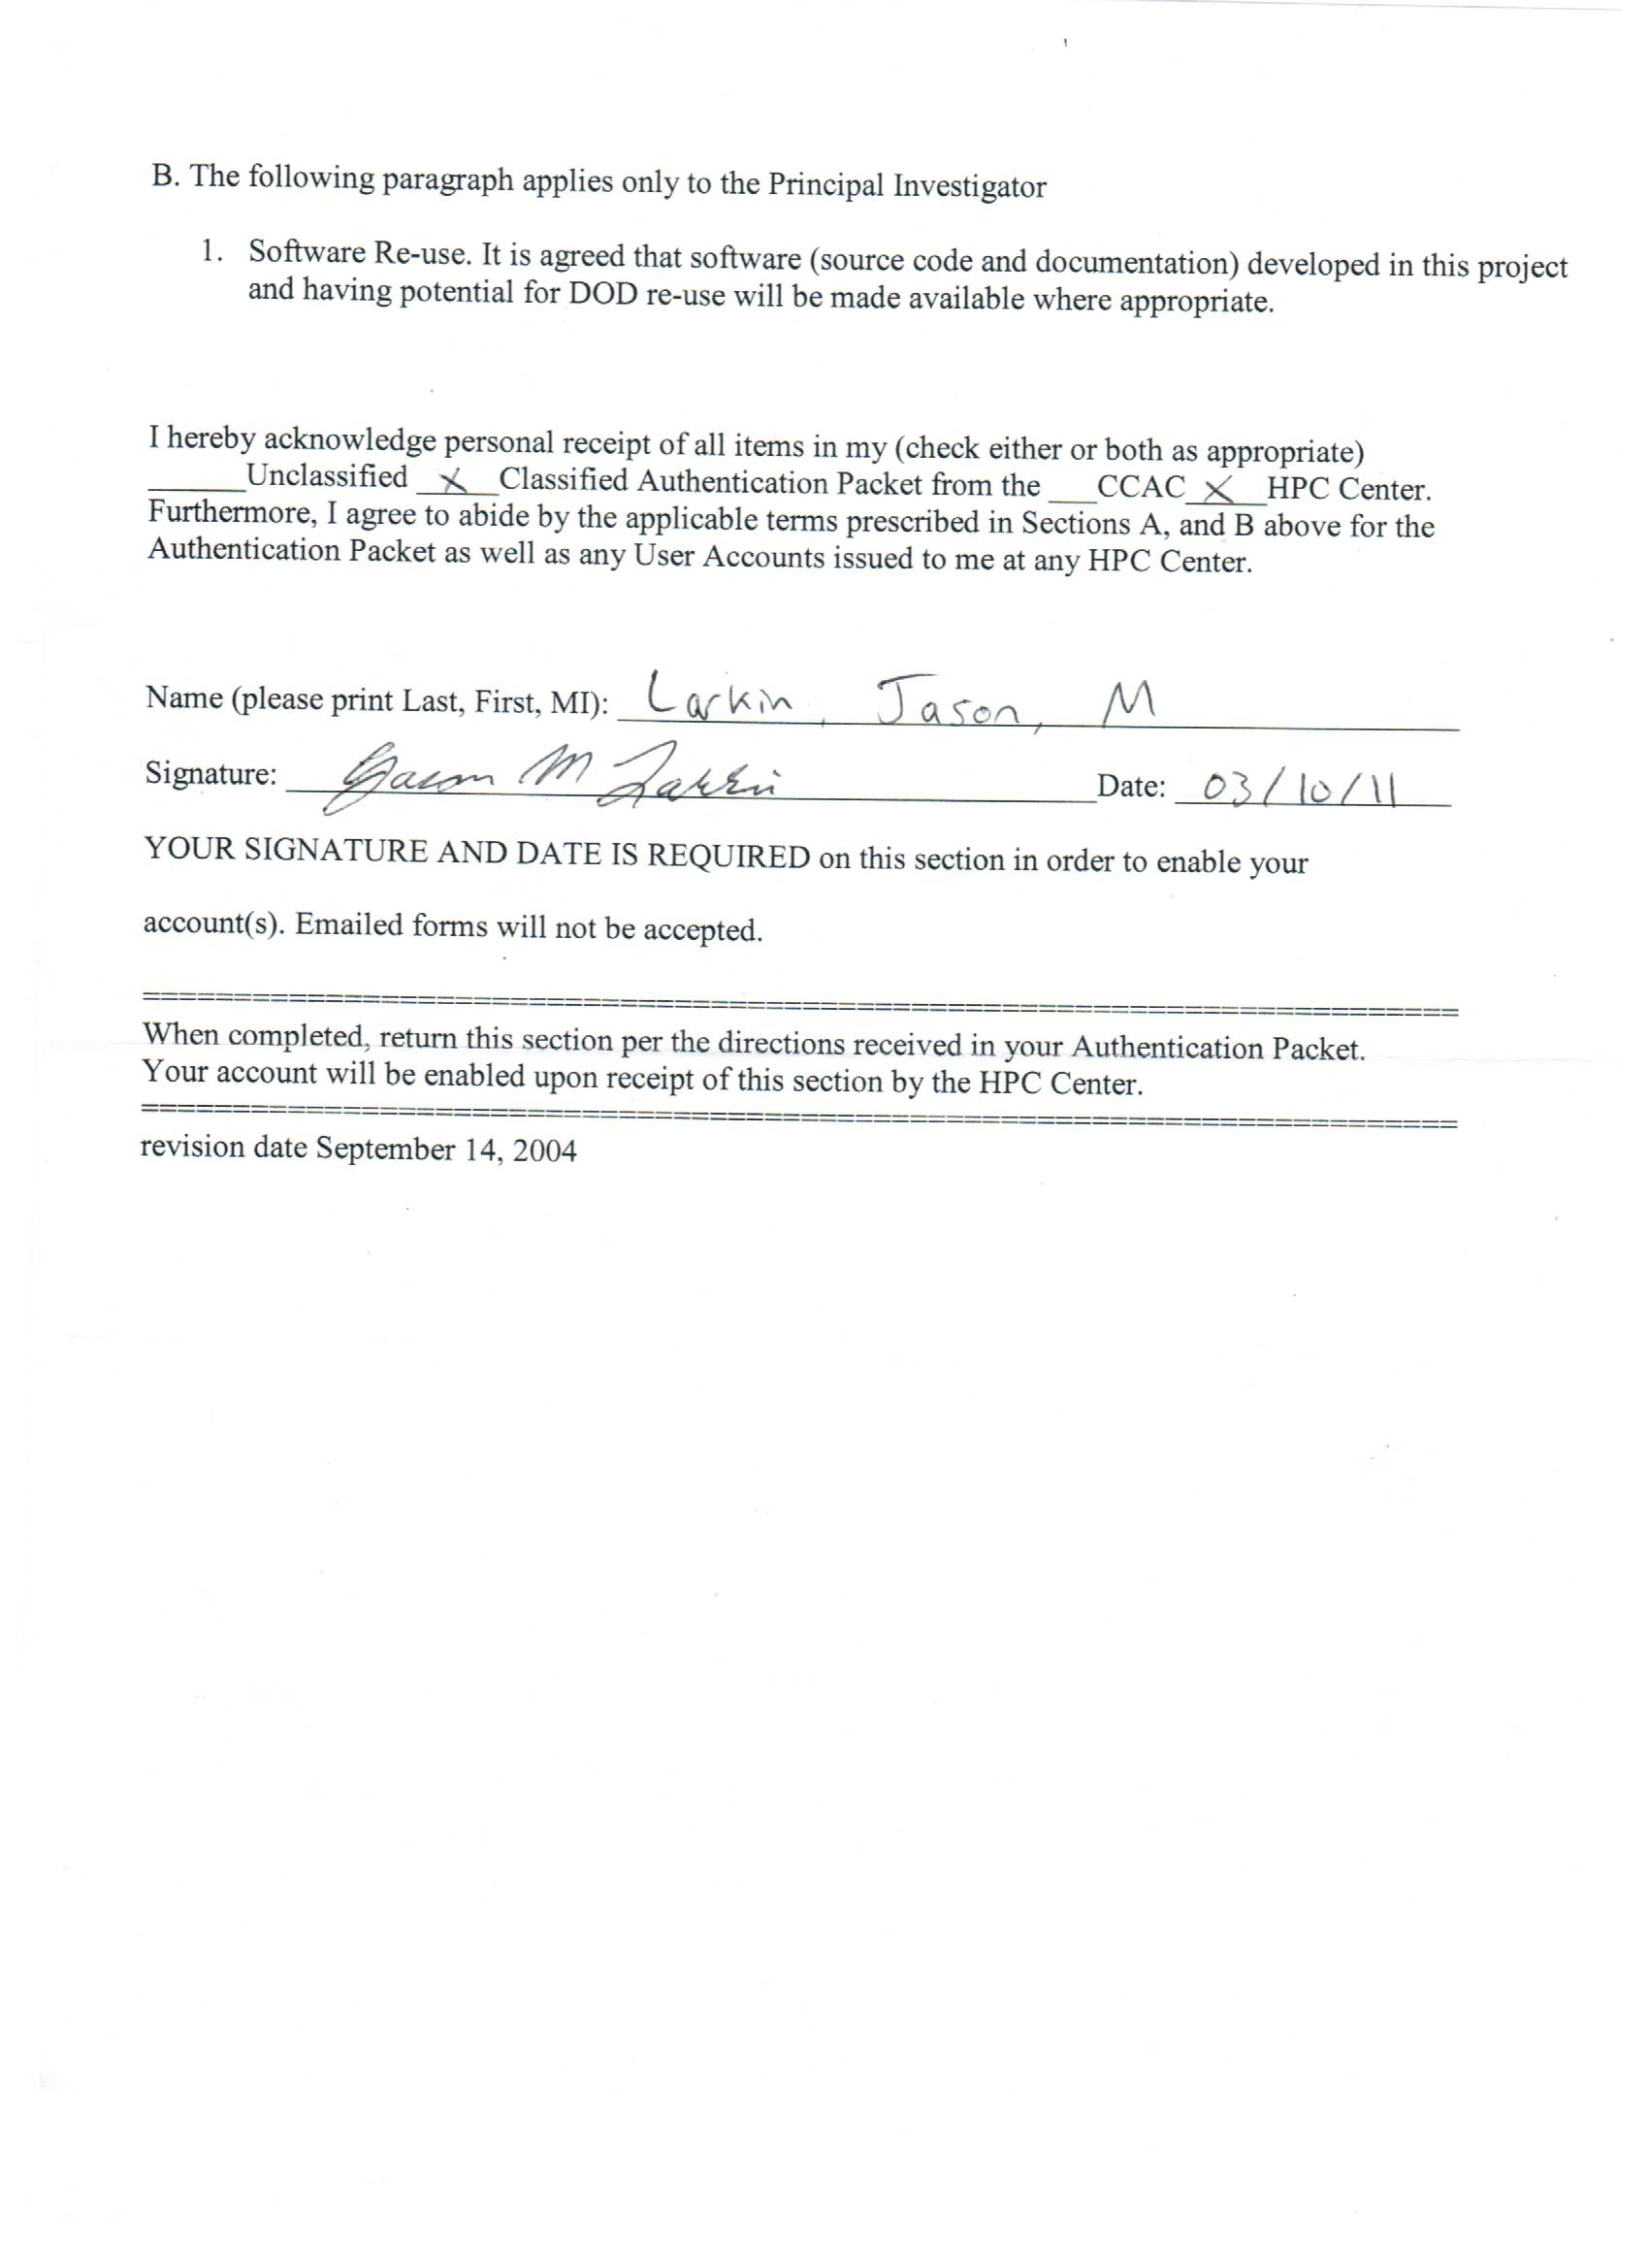 B. The following paragraph applies only to the Principal Investigator
1. Software Re-use. It is agreed that software (source code and documentation) developed in this project
and having potential for DOD re-use will be made available where appropriate.
I hereby acknowledge personal receipt of all items in my (check either or both as appropriate)
______Unclassified __X__Classified Authentication Packet from the ___CCAC_X__HPC Center.
Furthermore, I agree to abide by the applicable terms prescribed in Sections A, and B above for the
Authentication Packet as well as any User Accounts issued to me at any HPC Center.
Name (please print Last, First, MI): Larkin, Jason, M
Signature: Jason M Larkin Date: 03/10/11
YOUR SIGNATURE AND DATE IS REQUIRED on this section in order to enable your
account(s). Emailed forms will not be accepted.
When completed, return this section per the directions received in your Authentication Packet.
Your account will be enabled upon receipt of this section by the HPC Center.
revision date September 14, 2004